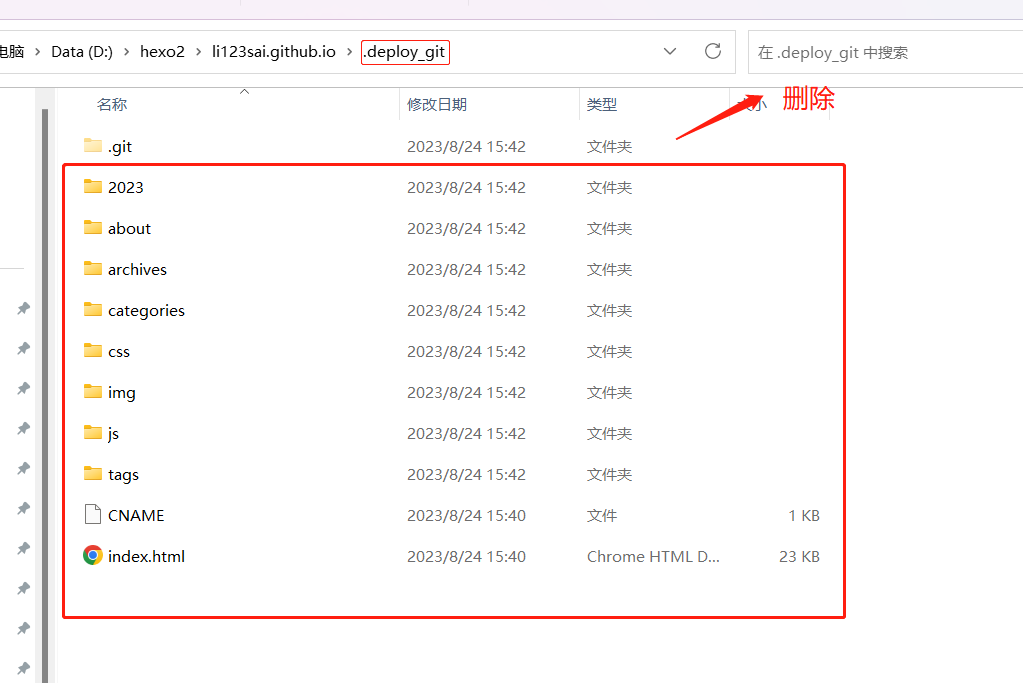 电脑 > Data (D:) > hexo2 > li123sai.github.io > .deploy_git
在 .deploy_git 中搜索
删除
名称 修改日期 类型 大小
.git 2023/8/24 15:42 文件夹
2023 2023/8/24 15:42 文件夹
about 2023/8/24 15:42 文件夹
archives 2023/8/24 15:42 文件夹
categories 2023/8/24 15:42 文件夹
css 2023/8/24 15:42 文件夹
img 2023/8/24 15:42 文件夹
js 2023/8/24 15:42 文件夹
tags 2023/8/24 15:42 文件夹
CNAME 2023/8/24 15:40 文件 1 KB
index.html 2023/8/24 15:40 Chrome HTML D... 23 KB